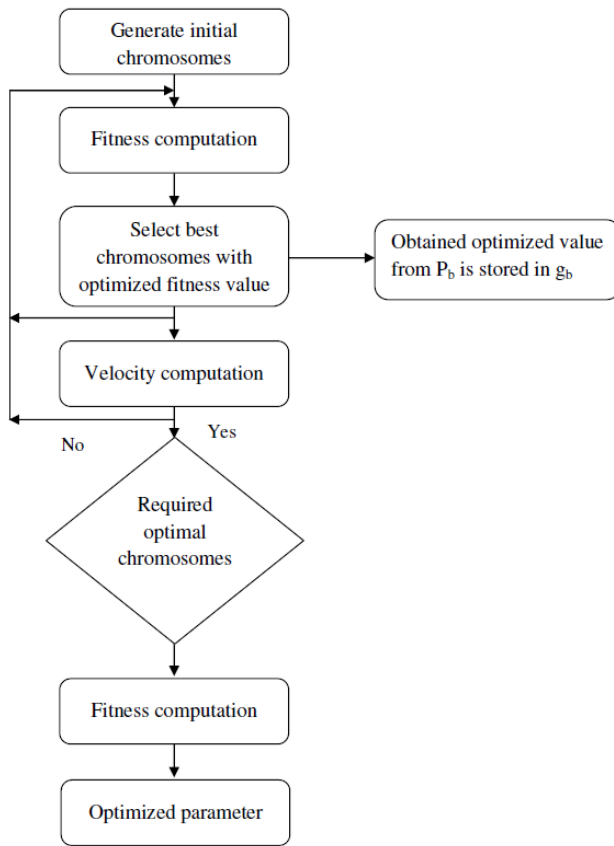 Generate initial
chromosomes
Fitness computation
Select best
chromosomes with
optimized fitness value
Obtained optimized value
from Pb is stored in gb
Velocity computation
No
Yes
Required
optimal
chromosomes
Fitness computation
Optimized parameter